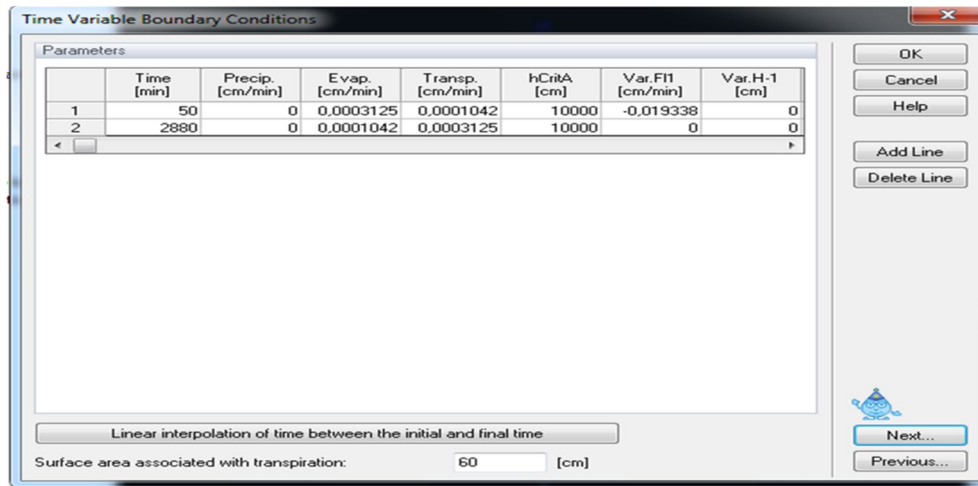 Time Variable Boundary Conditions
Parameters
Time [min] Precip. [cm/min] Evap. [cm/min] Transp. [cm/min] hCritA [cm] Var.Fl1 [cm/min] Var.H-1 [cm]
1 50 0 0,0003125 0,0001042 10000 -0,019338 0
2 2880 0 0,0001042 0,0003125 10000 0 0
OK
Cancel
Help
Add Line
Delete Line
Linear interpolation of time between the initial and final time
Next...
Surface area associated with transpiration: 60 [cm]
Previous...